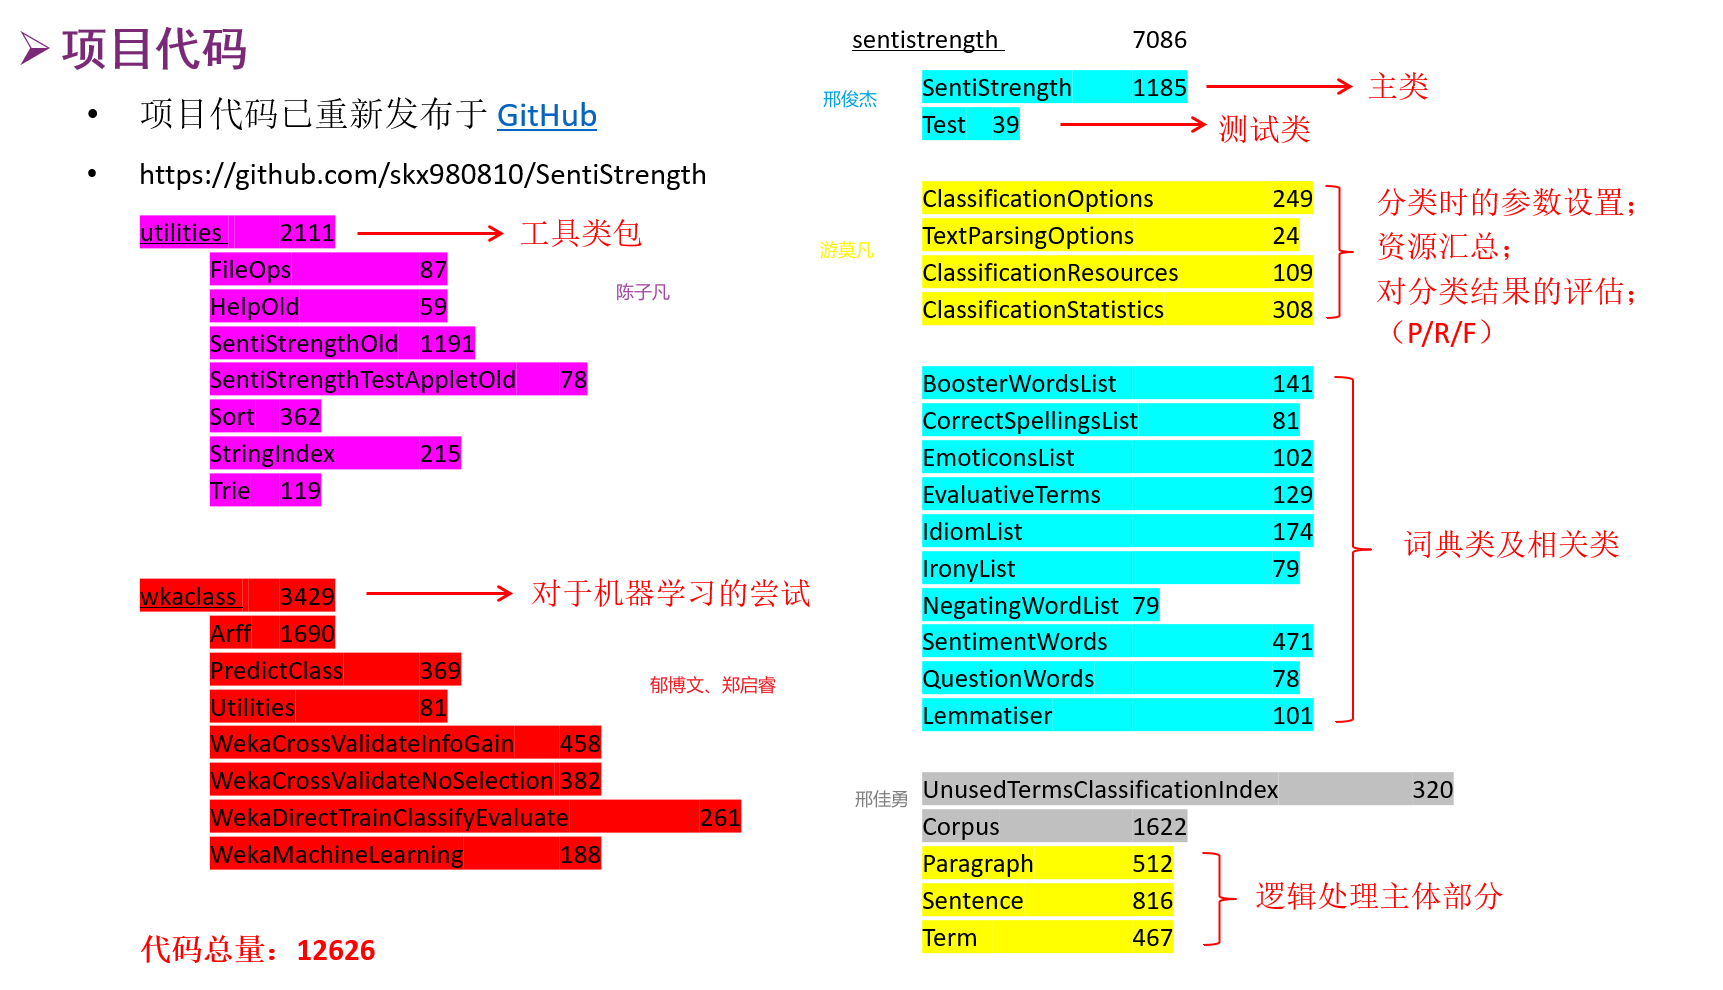 项目代码
• 项目代码已重新发布于 GitHub
• https://github.com/skx980810/SentiStrength
utilities 2111 工具类包
FileOps 87
陈子凡
HelpOld 59
SentiStrengthOld 1191
SentiStrengthTestAppletOld 78
Sort 362
StringIndex 215
Trie 119
wkaclass 3429 对于机器学习的尝试
Arff 1690
PredictClass 369
郁博文、郑启睿
Utilities 81
WekaCrossValidateInfoGain 458
WekaCrossValidateNoSelection 382
WekaDirectTrainClassifyEvaluate 261
WekaMachineLearning 188
代码总量：12626
sentistrength 7086
邢俊杰
SentiStrength 1185 主类
Test 39 测试类
ClassificationOptions 249
TextParsingOptions 24
游莫凡
ClassificationResources 109
ClassificationStatistics 308
分类时的参数设置；
资源汇总；
对分类结果的评估；
（P/R/F）
BoosterWordsList 141
CorrectSpellingsList 81
EmoticonsList 102
EvaluativeTerms 129
IdiomList 174
IronyList 79
NegatingWordList 79
SentimentWords 471
QuestionWords 78
Lemmatiser 101
词典类及相关类
邢佳勇
UnusedTermsClassificationIndex 320
Corpus 1622
Paragraph 512
Sentence 816
Term 467
逻辑处理主体部分